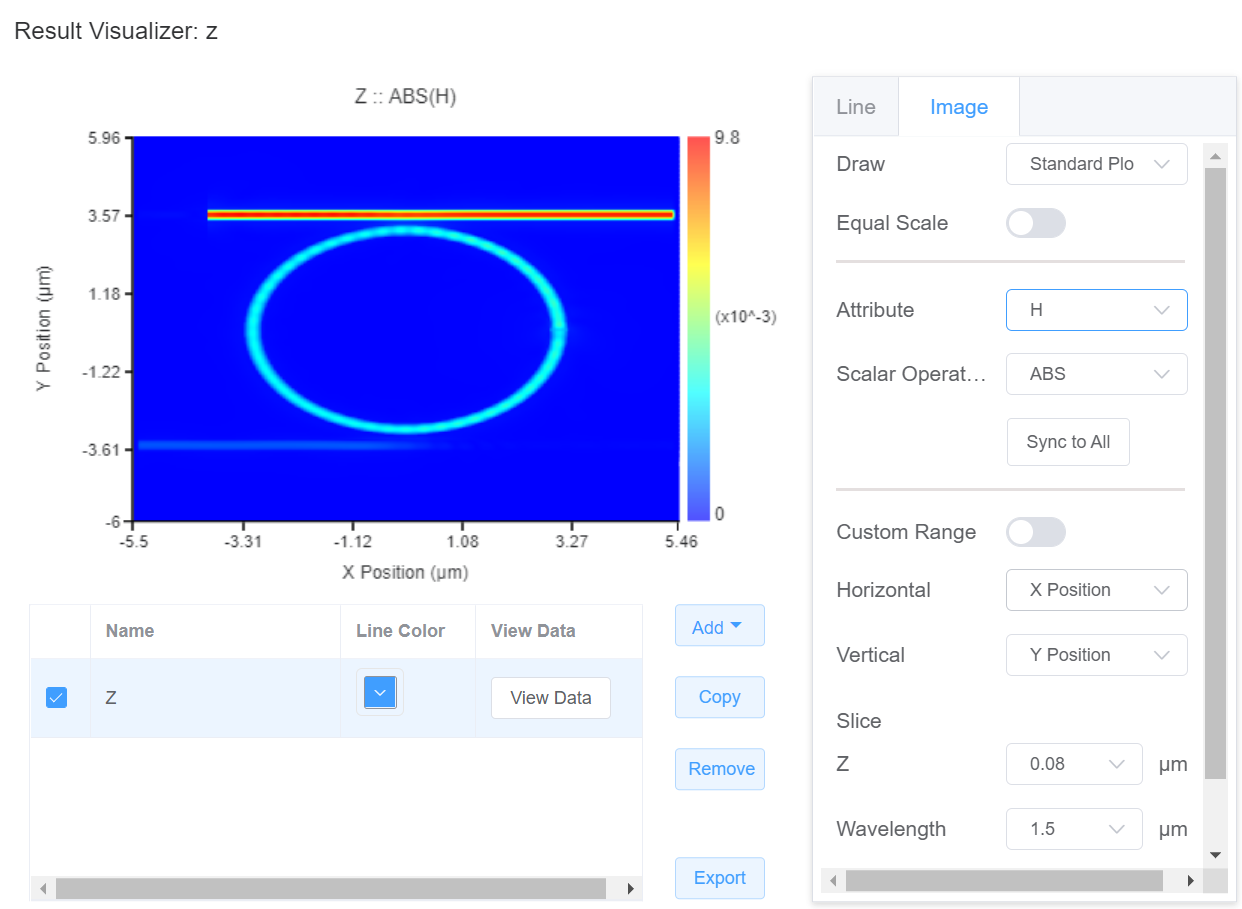 Result Visualizer: z
Z :: ABS(H)
5.96
3.57
1.18
-1.22
-3.61
-6
Y Position (µm)
-5.5 -3.31 -1.12 1.08 3.27 5.46
X Position (µm)
9.8
(x10^-3)
0
Name Line Color View Data
Z View Data
Add
Copy
Remove
Export
Line Image
Draw Standard Plo
Equal Scale
Attribute H
Scalar Operat... ABS
Sync to All
Custom Range
Horizontal X Position
Vertical Y Position
Slice
Z 0.08 µm
Wavelength 1.5 µm